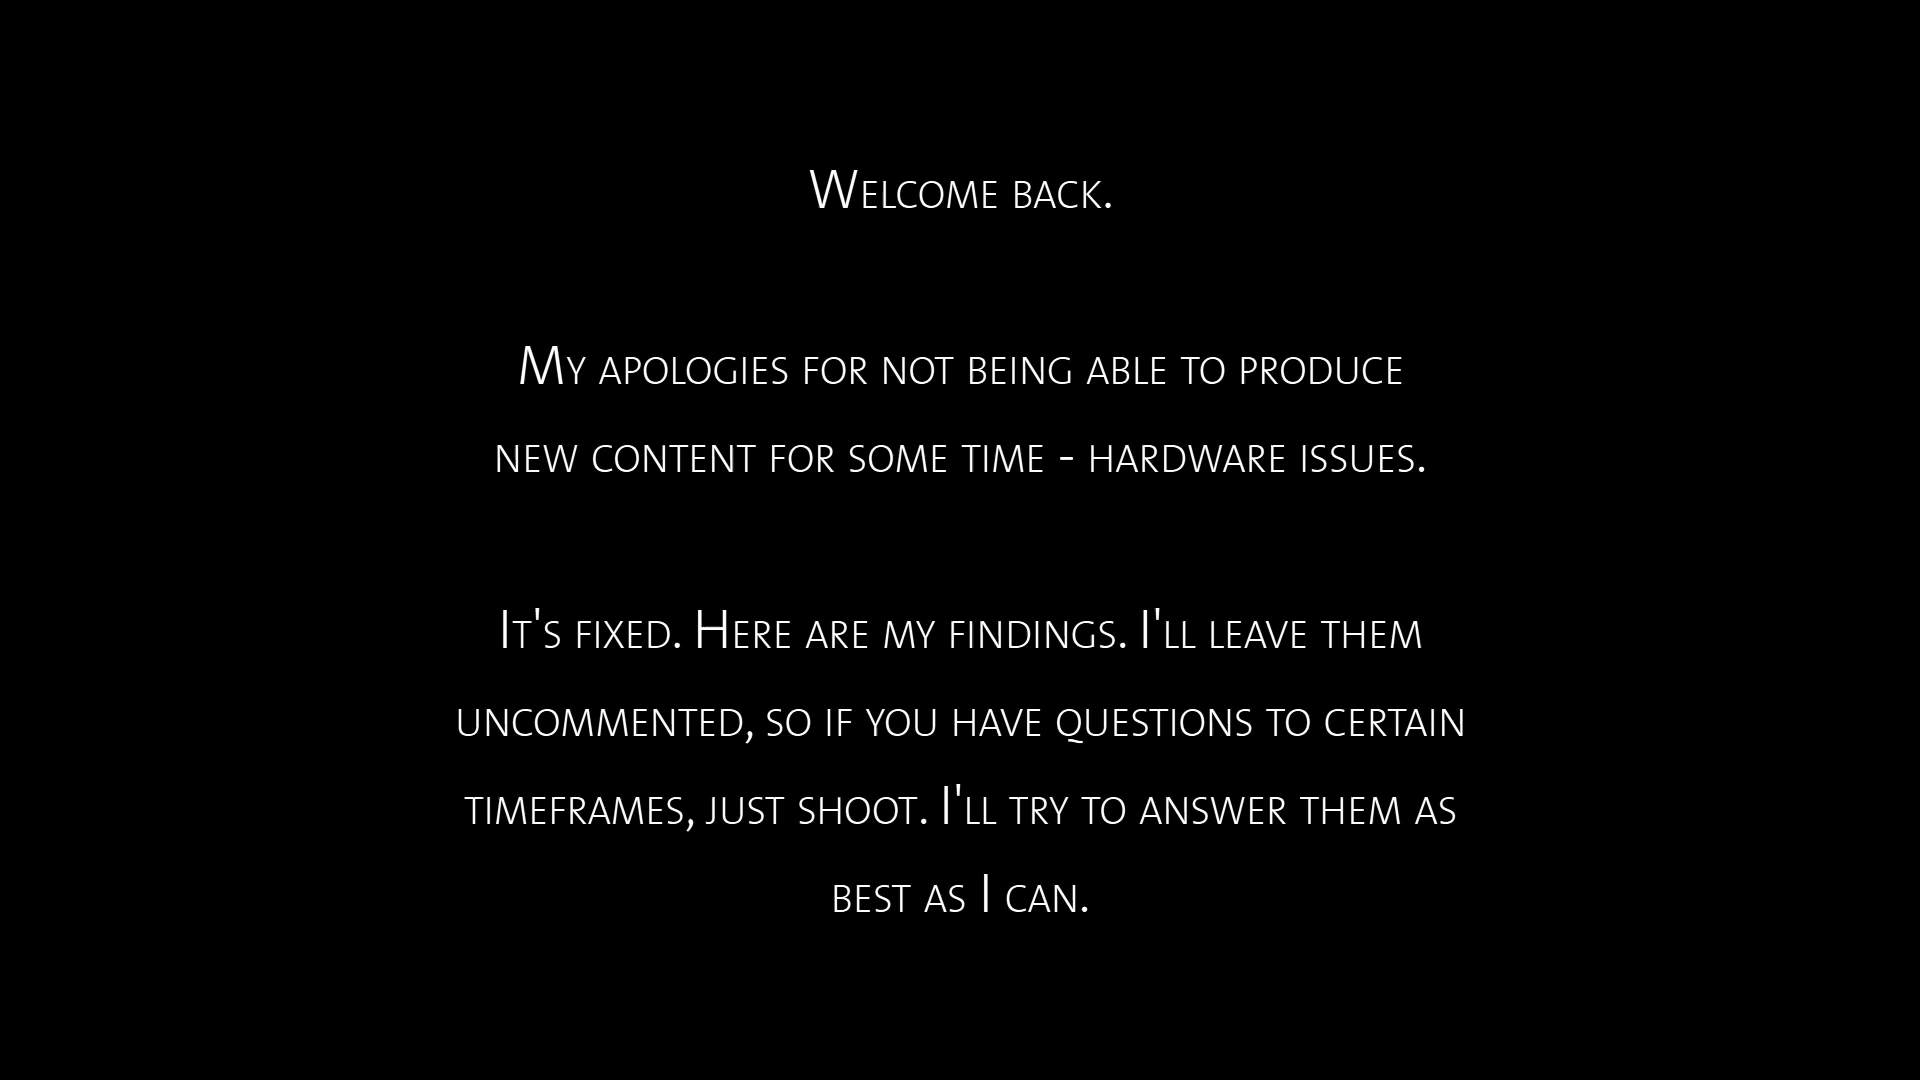 Welcome back.
My apologies for not being able to produce
new content for some time - hardware issues.
It's fixed. Here are my findings. I'll leave them
uncommented, so if you have questions to certain
timeframes, just shoot. I'll try to answer them as
best as I can.